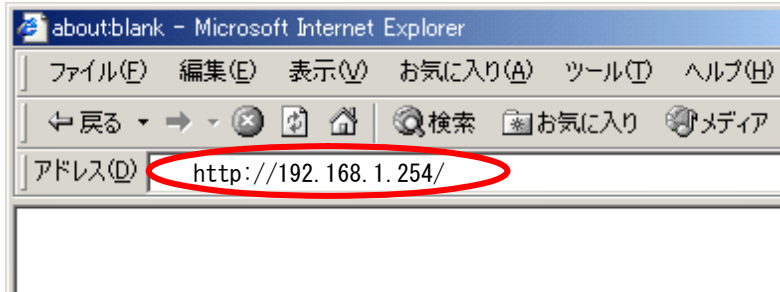 about:blank - Microsoft Internet Explorer
ファイル(F) 編集(E) 表示(V) お気に入り(A) ツール(T) ヘルプ(H)
戻る 検索 お気に入り メディア
アドレス(D) http://192.168.1.254/